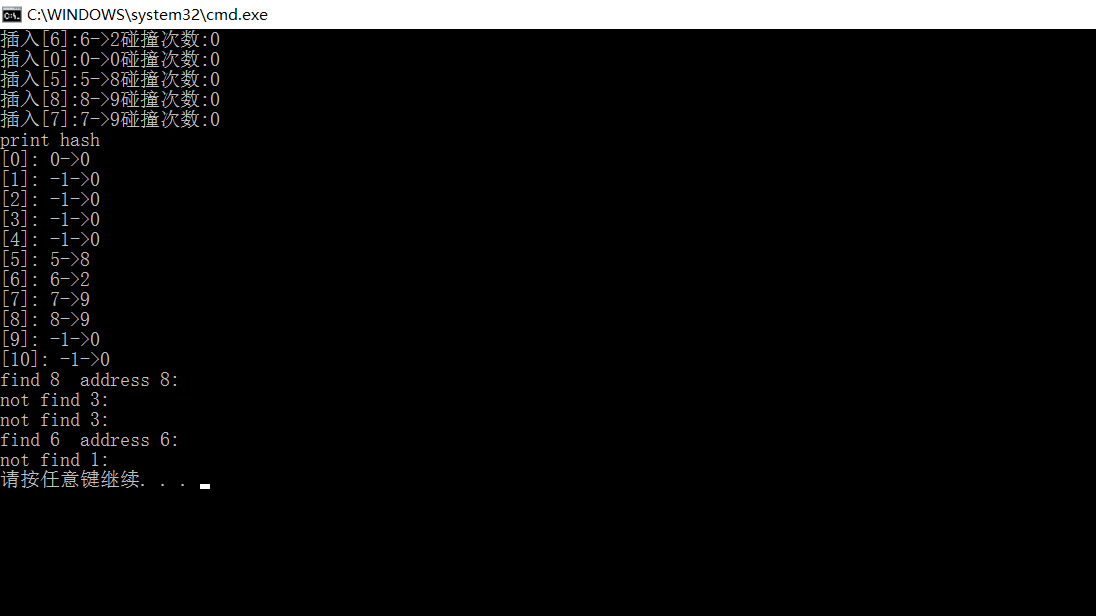 C:\WINDOWS\system32\cmd.exe
插入[6]:6->2碰撞次数:0
插入[0]:0->0碰撞次数:0
插入[5]:5->8碰撞次数:0
插入[8]:8->9碰撞次数:0
插入[7]:7->9碰撞次数:0
print hash
[0]: 0->0
[1]: -1->0
[2]: -1->0
[3]: -1->0
[4]: -1->0
[5]: 5->8
[6]: 6->2
[7]: 7->9
[8]: 8->9
[9]: -1->0
[10]: -1->0
find 8  address 8:
not find 3:
not find 3:
find 6  address 6:
not find 1:
请按任意键继续. . .